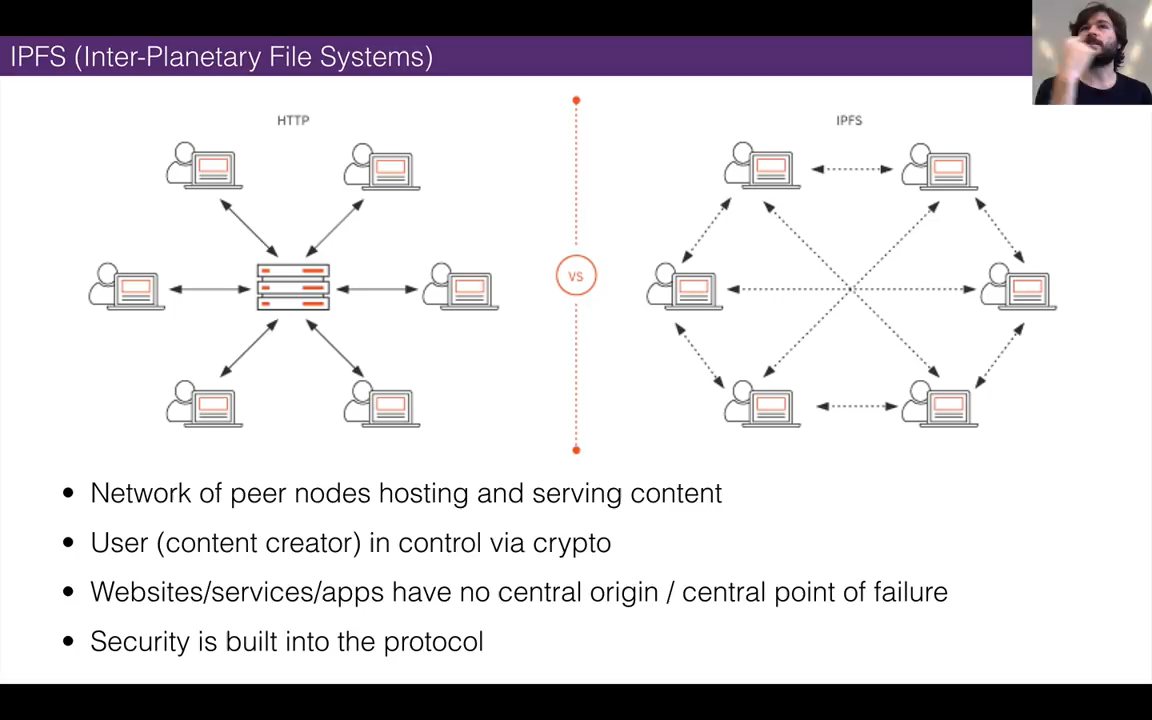 IPFS (Inter-Planetary File Systems)
HTTP
IPFS
VS
• Network of peer nodes hosting and serving content
• User (content creator) in control via crypto
• Websites/services/apps have no central origin / central point of failure
• Security is built into the protocol